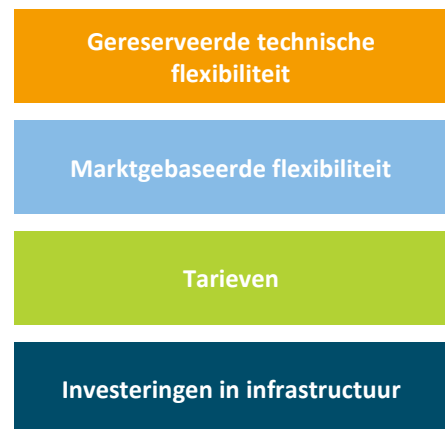 Gereserveerde technische
flexibiliteit
Marktgebaseerde flexibiliteit
Tarieven
Investeringen in infrastructuur